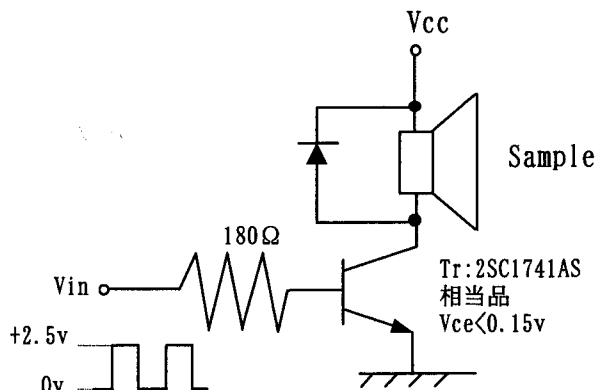 Vcc
Sample
180Ω
Tr:2SC1741AS
相当品
Vce<0.15v
Vin
+2.5v
0v